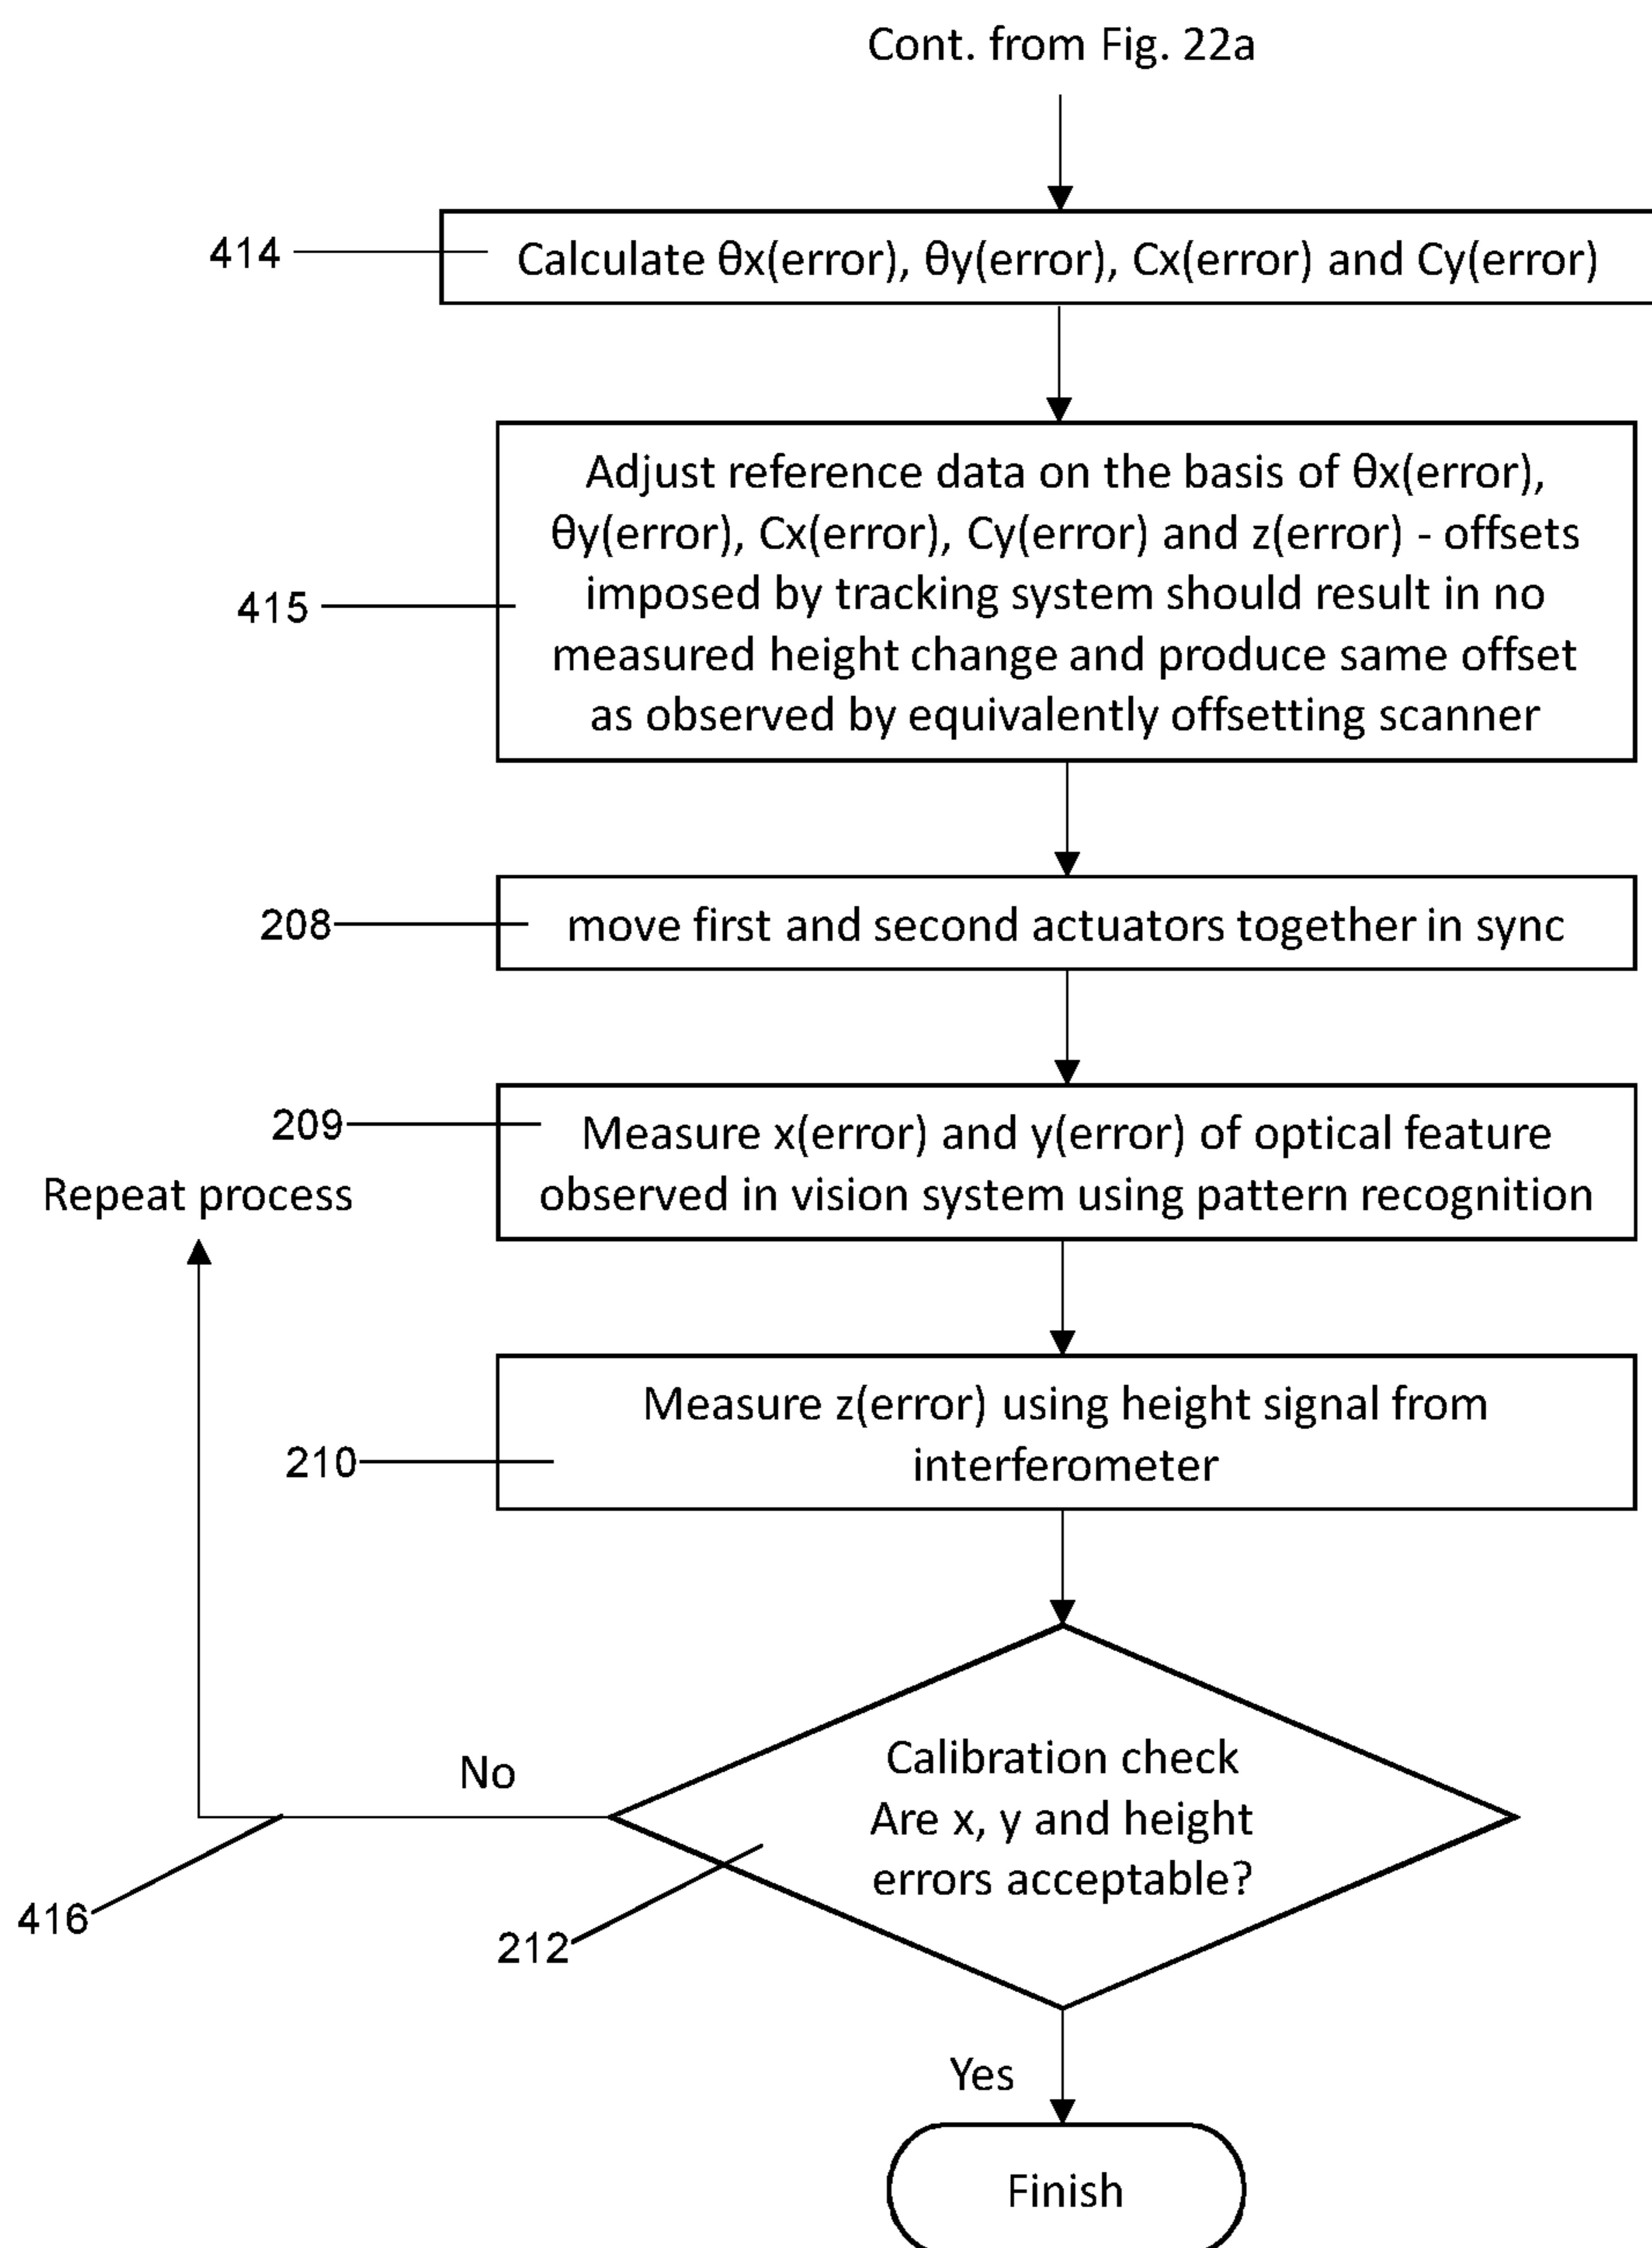 Cont. from Fig. 22a
414
Calculate θx(error), θy(error), Cx(error) and Cy(error)
Adjust reference data on the basis of θx(error),
θy(error), Cx(error), Cy(error) and z(error) - offsets
imposed by tracking system should result in no
measured height change and produce same offset
as observed by equivalently offsetting scanner
415
208
move first and second actuators together in sync
209
Measure x(error) and y(error) of optical feature
observed in vision system using pattern recognition
Repeat process
Measure z(error) using height signal from
interferometer
210
Calibration check
Are x, y and height
errors acceptable?
No
416
212
Yes
Finish